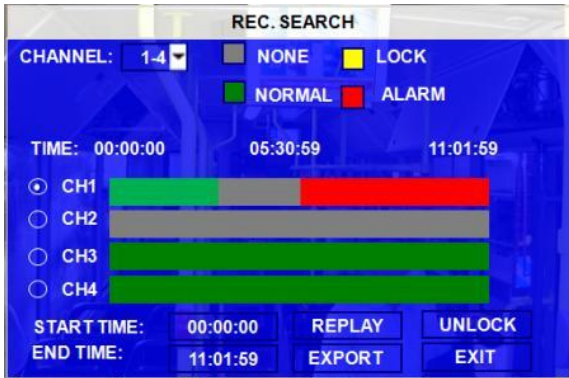 REC. SEARCH
CHANNEL: 1-4 NONE LOCK
NORMAL ALARM
TIME: 00:00:00 05:30:59 11:01:59
CH1
CH2
CH3
CH4
START TIME: 00:00:00 REPLAY UNLOCK
END TIME: 11:01:59 EXPORT EXIT